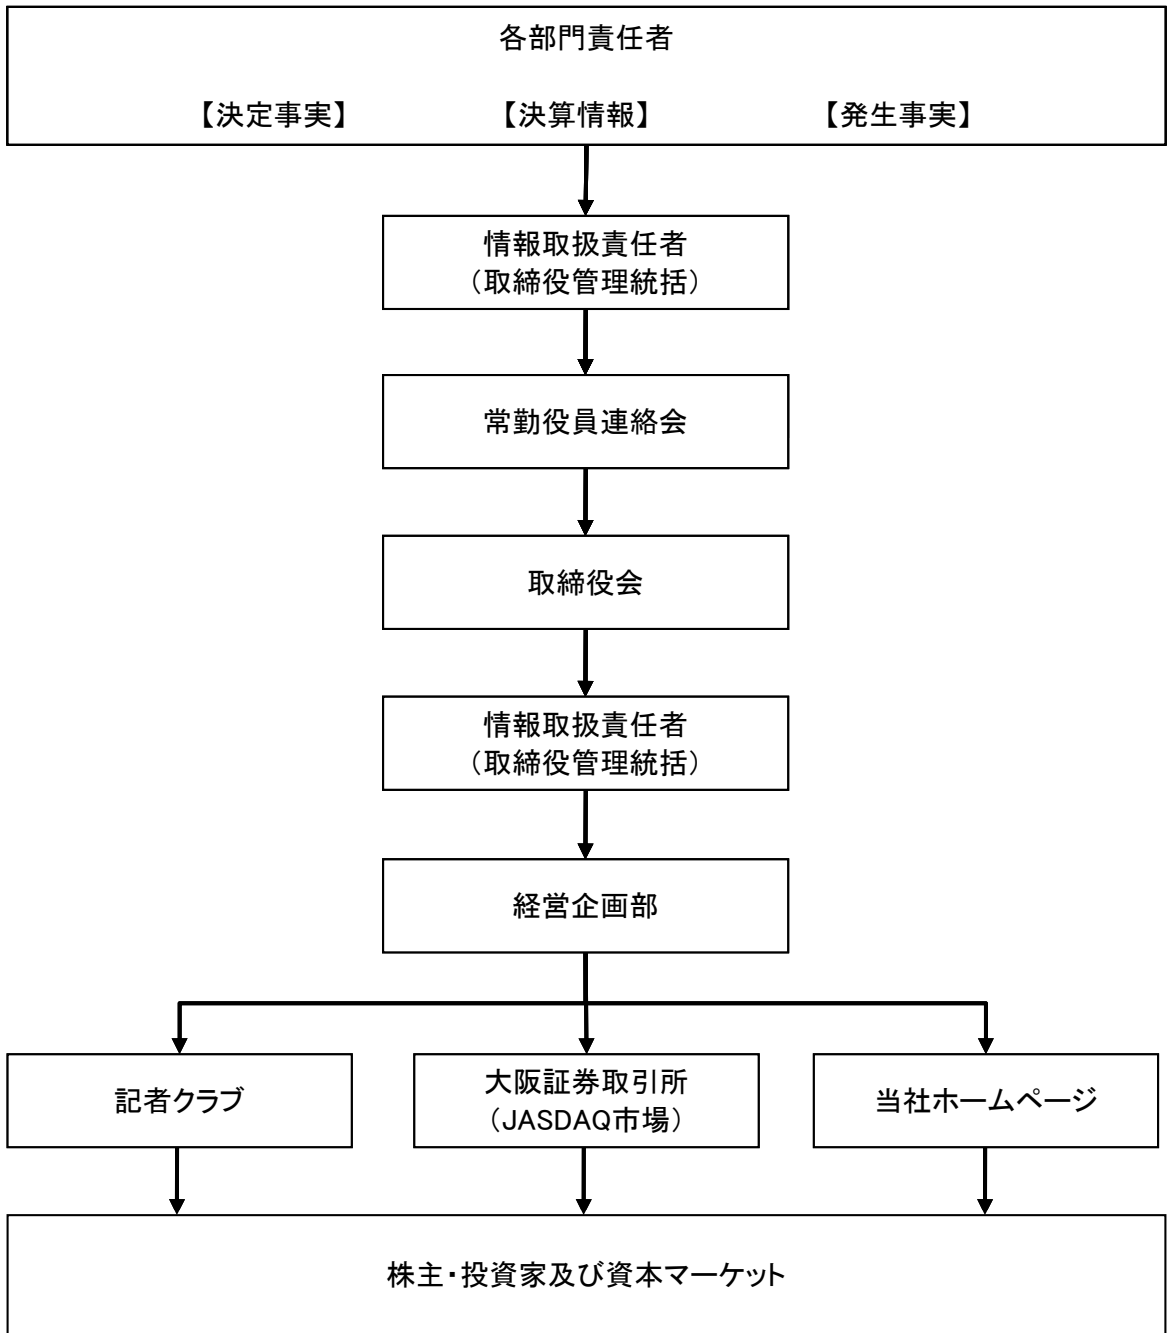 各部門責任者
【決定事実】 【決算情報】 【発生事実】
情報取扱責任者
（取締役管理統括）
常勤役員連絡会
取締役会
情報取扱責任者
（取締役管理統括）
経営企画部
記者クラブ
大阪証券取引所
（JASDAQ市場）
当社ホームページ
株主・投資家及び資本マーケット